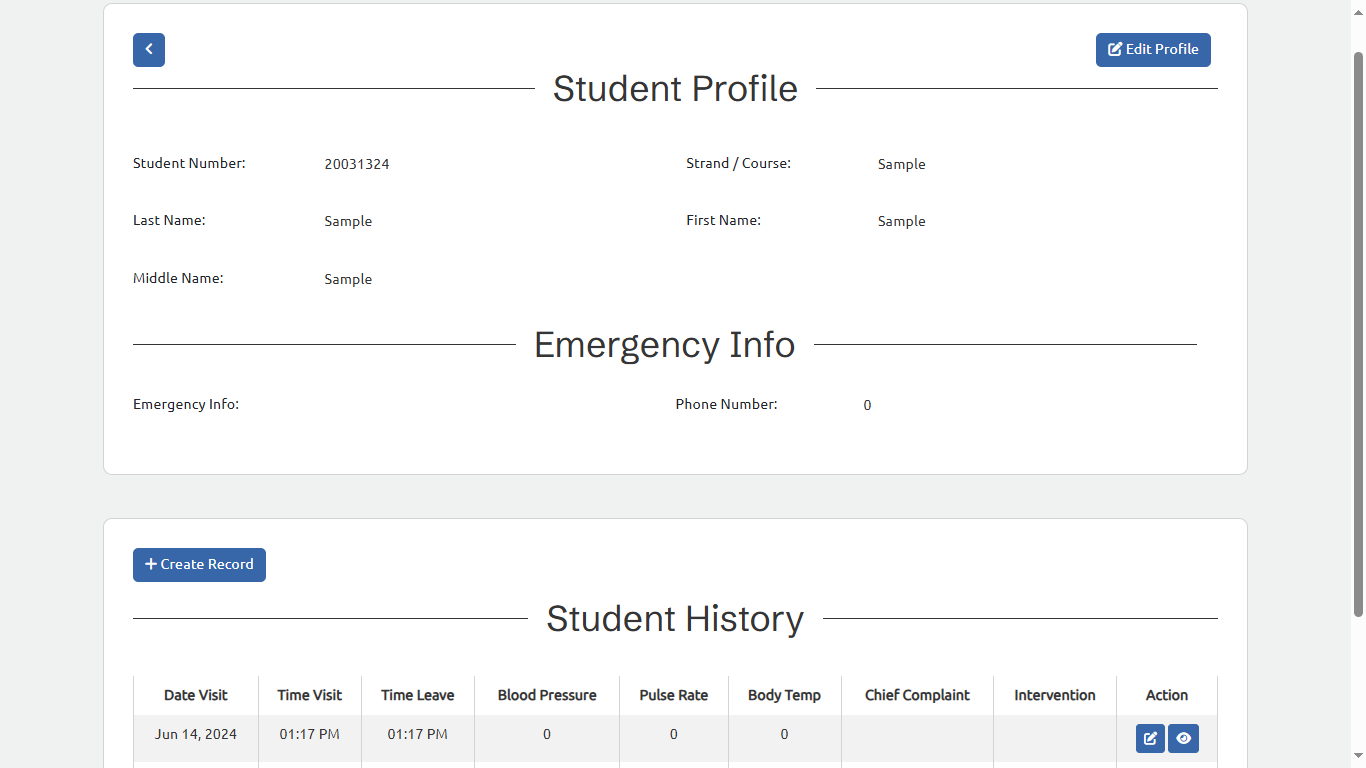 Edit Profile
Student Profile
Student Number: 20031324 Strand / Course: Sample
Last Name: Sample First Name: Sample
Middle Name: Sample
Emergency Info
Emergency Info: Phone Number: 0
Create Record
Student History
Date Visit Time Visit Time Leave Blood Pressure Pulse Rate Body Temp Chief Complaint Intervention Action
Jun 14, 2024 01:17 PM 01:17 PM 0 0 0